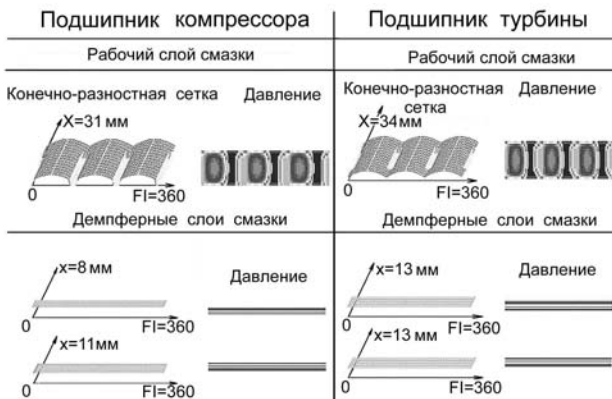 Подшипник компрессора
Рабочий слой смазки
Конечно-разностная сетка
Давление
X=31 мм
0
FI=360
Демпферные слои смазки
x=8 мм
Давление
0
FI=360
x=11мм
0
FI=360
Подшипник турбины
Рабочий слой смазки
Конечно-разностная
сетка
Давление
X=34мм
0
FI=360
Демпферные слои смазки
x=13 мм
Давление
0
FI=360
x=13 мм
0
FI=360